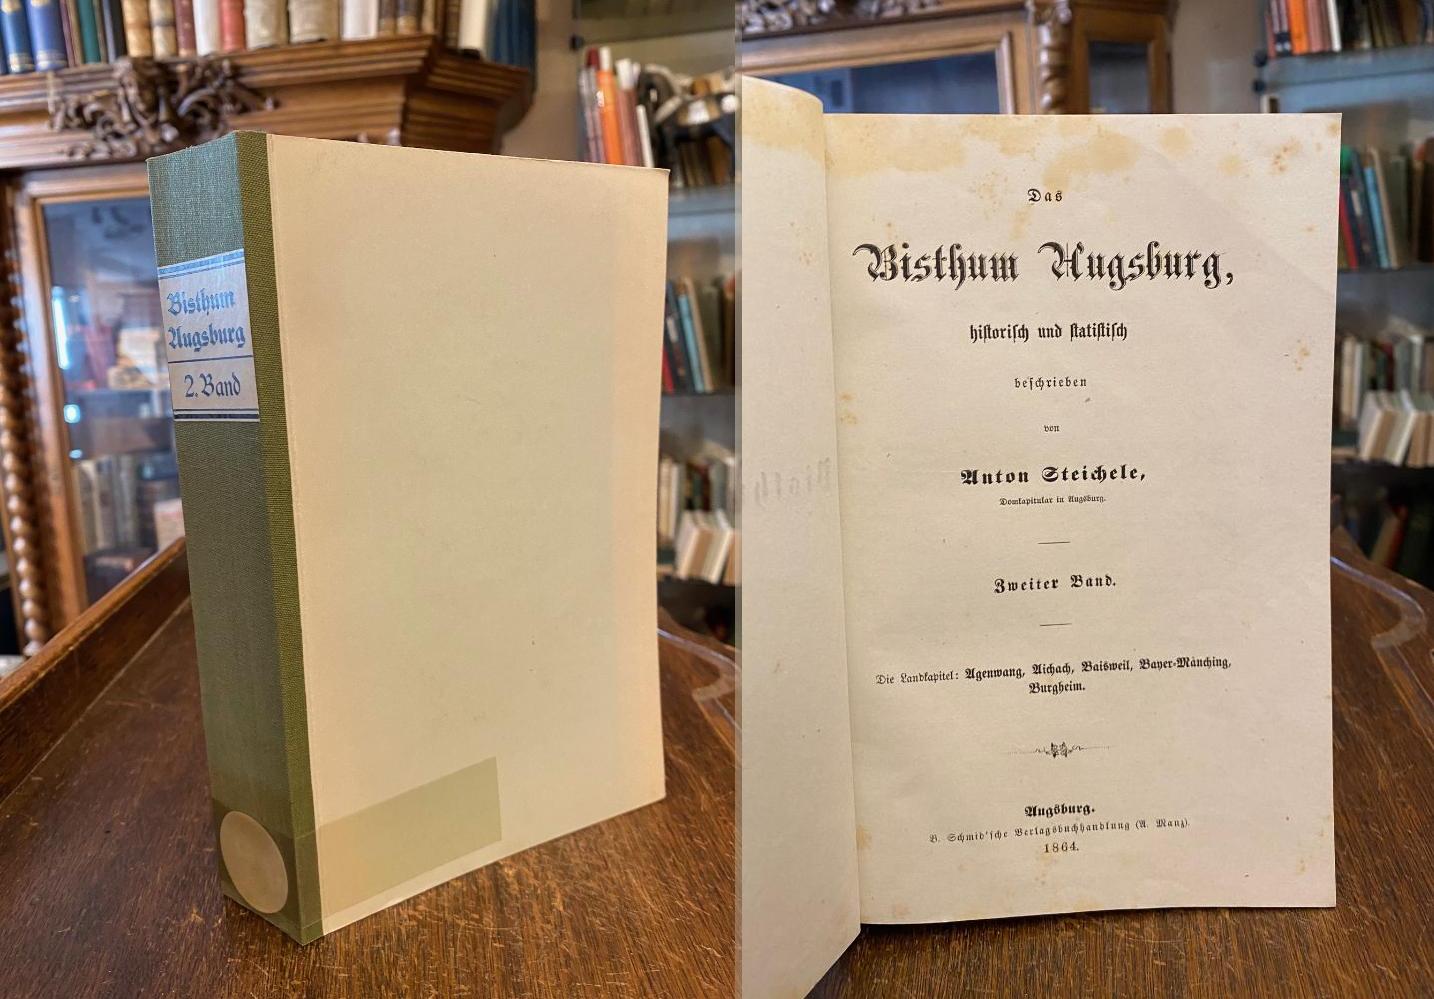 Bisthum
Augsburg
2. Band
Das
Bisthum Augsburg,
historisch und statistisch
beschrieben
von
Anton Steichele,
Domkapitular in Augsburg.
Zweiter Band.
Die Landkapitel: Agenwang, Aichach, Baisweil, Bayer-Mänching,
Burgheim.
Augsburg.
B. Schmid'sche Verlagsbuchhandlung (A. Manz).
1864.